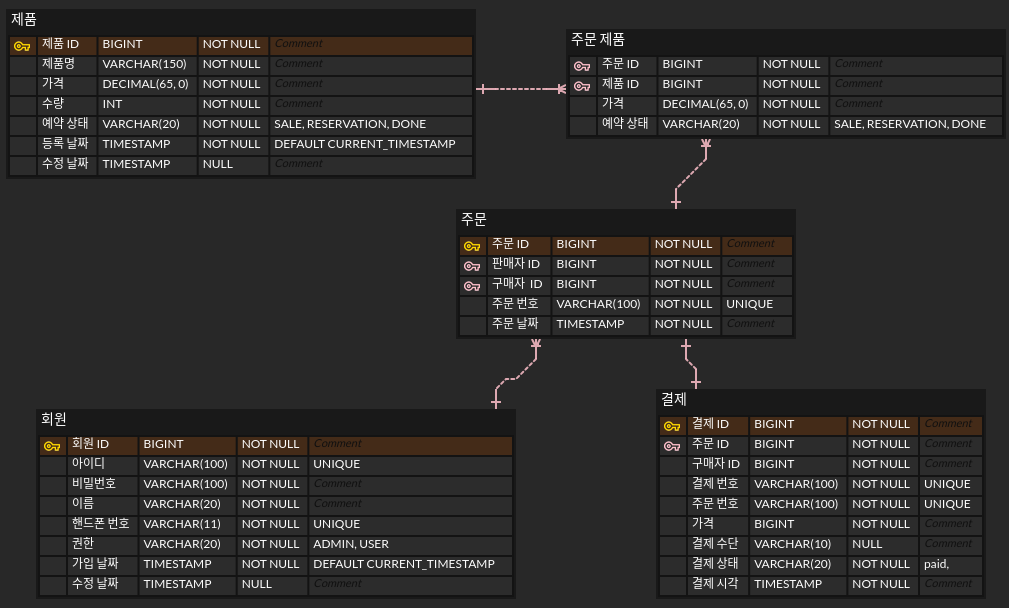 제품
제품 ID BIGINT NOT NULL Comment
제품명 VARCHAR(150) NOT NULL Comment
가격 DECIMAL(65, 0) NOT NULL Comment
수량 INT NOT NULL Comment
예약 상태 VARCHAR(20) NOT NULL SALE, RESERVATION, DONE
등록 날짜 TIMESTAMP NOT NULL DEFAULT CURRENT_TIMESTAMP
수정 날짜 TIMESTAMP NULL Comment
주문 제품
주문 ID BIGINT NOT NULL Comment
제품 ID BIGINT NOT NULL Comment
가격 DECIMAL(65, 0) NOT NULL Comment
예약 상태 VARCHAR(20) NOT NULL SALE, RESERVATION, DONE
주문
주문 ID BIGINT NOT NULL Comment
판매자 ID BIGINT NOT NULL Comment
구매자 ID BIGINT NOT NULL Comment
주문 번호 VARCHAR(100) NOT NULL UNIQUE
주문 날짜 TIMESTAMP NOT NULL Comment
회원
회원 ID BIGINT NOT NULL Comment
아이디 VARCHAR(100) NOT NULL UNIQUE
비밀번호 VARCHAR(100) NOT NULL Comment
이름 VARCHAR(20) NOT NULL Comment
핸드폰 번호 VARCHAR(11) NOT NULL UNIQUE
권한 VARCHAR(20) NOT NULL ADMIN, USER
가입 날짜 TIMESTAMP NOT NULL DEFAULT CURRENT_TIMESTAMP
수정 날짜 TIMESTAMP NULL Comment
결제
결제 ID BIGINT NOT NULL Comment
주문 ID BIGINT NOT NULL Comment
구매자 ID BIGINT NOT NULL Comment
결제 번호 VARCHAR(100) NOT NULL UNIQUE
주문 번호 VARCHAR(100) NOT NULL UNIQUE
가격 BIGINT NOT NULL Comment
결제 수단 VARCHAR(10) NULL Comment
결제 상태 VARCHAR(20) NOT NULL paid,
결제 시각 TIMESTAMP NOT NULL Comment